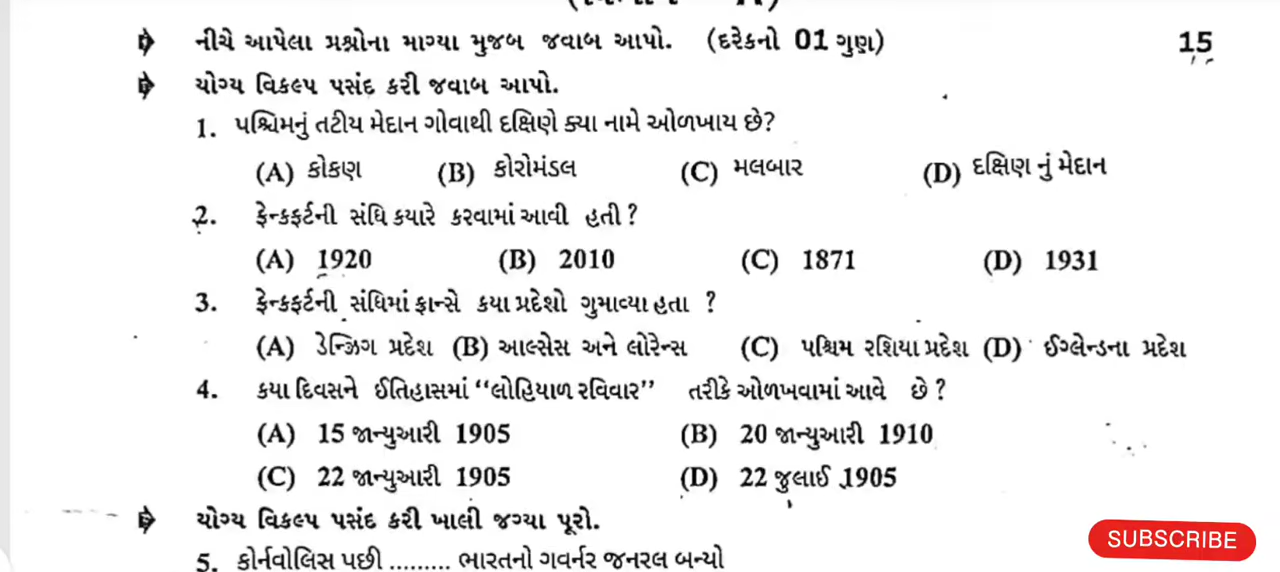 નીચે આપેલા પ્રશ્નોના માગ્યા મુજબ જવાબ આપો. (દરેકનો 01 ગુણ) 15
યોગ્ય વિકલ્પ પસંદ કરી જવાબ આપો.
1. પશ્ચિમનું તટીય મેદાન ગોવાથી દક્ષિણે ક્યા નામે ઓળખાય છે?
(A) કોકણ (B) કોરોમંડલ (C) મલબાર (D) દક્ષિણ નું મેદાન
2. ફ્રેન્કફર્ટની સંધિ કયારે કરવામાં આવી હતી ?
(A) 1920 (B) 2010 (C) 1871 (D) 1931
3. ફ્રેન્કફર્ટની સંધિમાં ફ્રાન્સે કયા પ્રદેશો ગુમાવ્યા હતા ?
(A) ડેન્ઝિગ પ્રદેશ (B) આલ્સેસ અને લોરેન્સ (C) પશ્ચિમ રશિયા પ્રદેશ (D) ઈગ્લેન્ડના પ્રદેશ
4. કયા દિવસને ઈતિહાસમાં “લોહિયાળ રવિવાર” તરીકે ઓળખવામાં આવે છે ?
(A) 15 જાન્યુઆરી 1905 (B) 20 જાન્યુઆરી 1910
(C) 22 જાન્યુઆરી 1905 (D) 22 જુલાઈ 1905
યોગ્ય વિકલ્પ પસંદ કરી ખાલી જગ્યા પૂરો.
5. કોર્નવોલિસ પછી ......... ભારતનો ગવર્નર જનરલ બન્યો
SUBSCRIBE